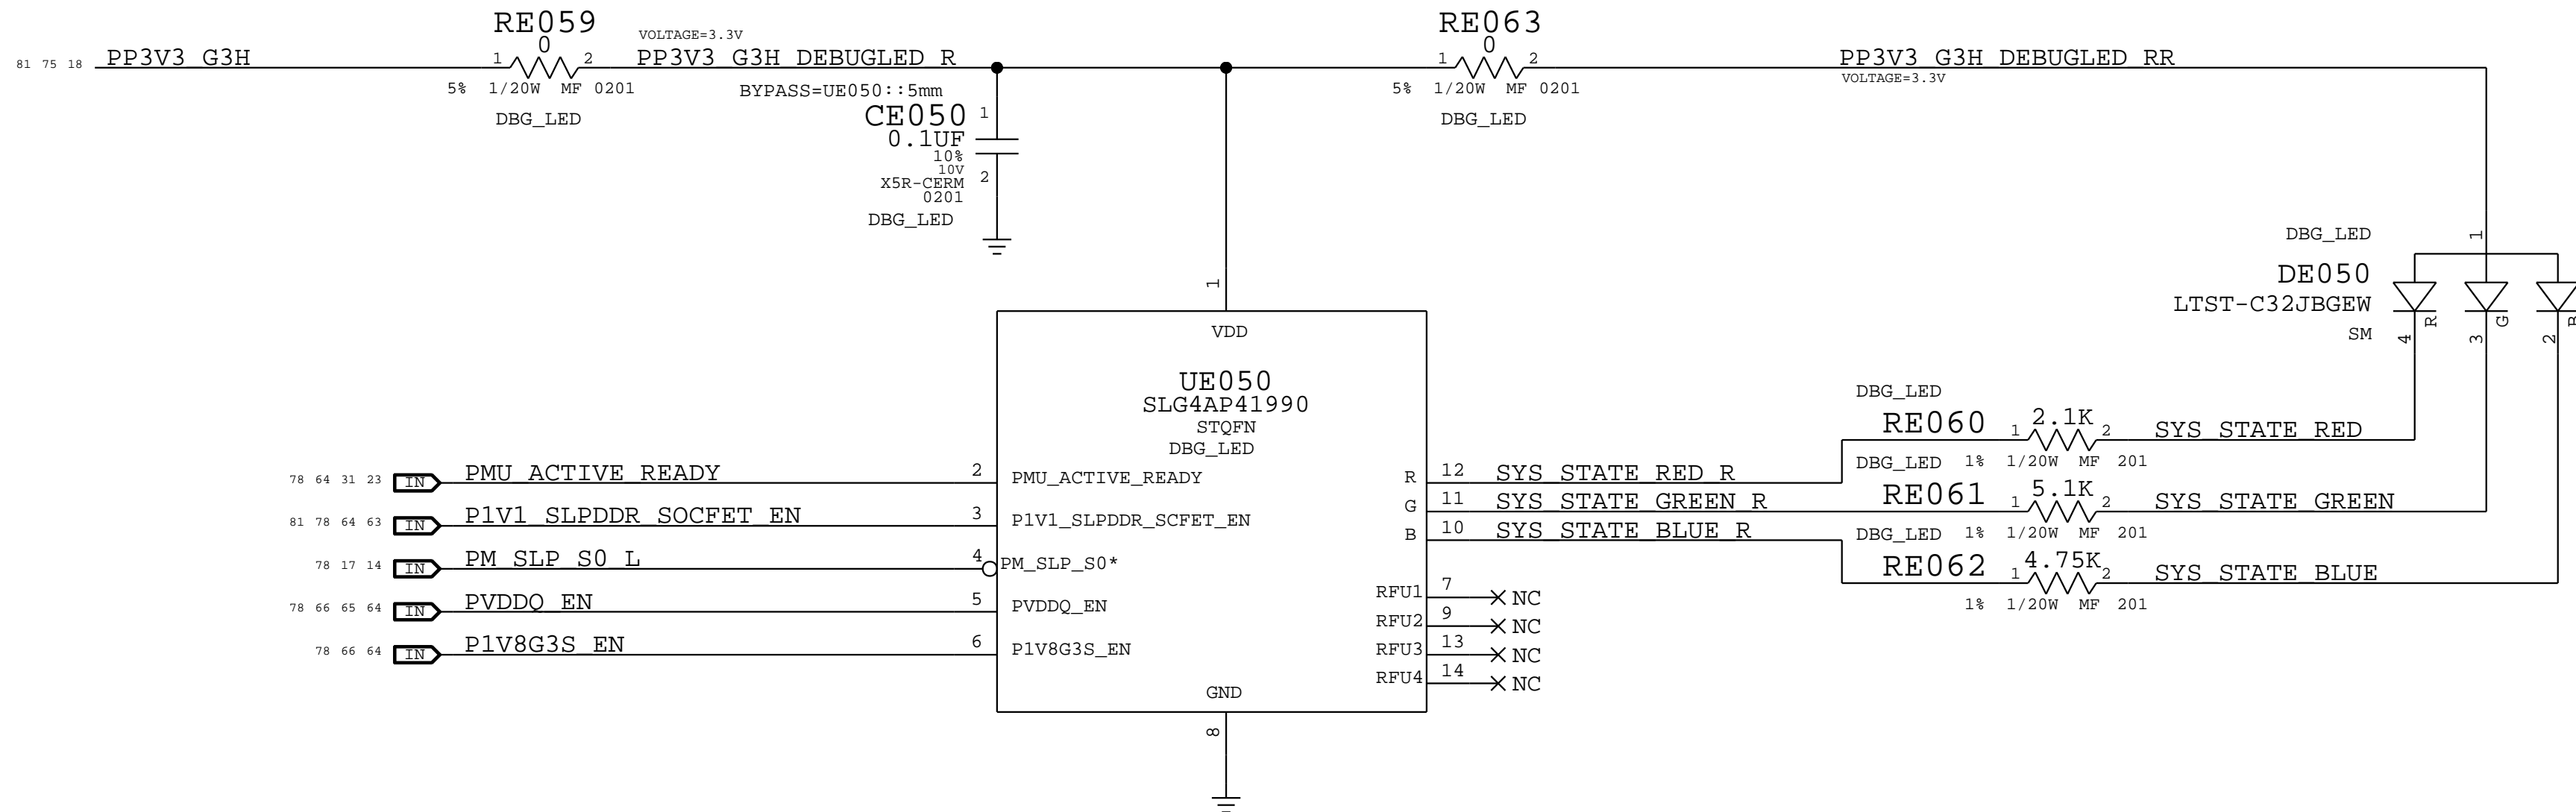 RE059
0
81 75 18 PP3V3_G3H 1 2
VOLTAGE=3.3V
PP3V3_G3H_DEBUGLED_R
5% 1/20W MF 0201
DBG_LED
BYPASS=UE050::5mm
CE050 1
0.1UF
10%
10V
X5R-CERM
0201
2
DBG_LED
RE063
0
1 2
5% 1/20W MF 0201
DBG_LED
PP3V3_G3H_DEBUGLED_RR
VOLTAGE=3.3V
DBG_LED 1
DE050
LTST-C32JBGEW
SM
4 R
3 G
2
1
VDD
UE050
SLG4AP41990
STQFN
DBG_LED
78 64 31 23 IN PMU_ACTIVE_READY 2 PMU_ACTIVE_READY
81 78 64 63 IN P1V1_SLPDDR_SOCFET_EN 3 P1V1_SLPDDR_SCFET_EN
78 17 14 IN PM_SLP_S0_L 4 PM_SLP_S0*
78 66 65 64 IN PVDDQ_EN 5 PVDDQ_EN
78 66 64 IN P1V8G3S_EN 6 P1V8G3S_EN
R 12 SYS_STATE_RED_R
G 11 SYS_STATE_GREEN_R
B 10 SYS_STATE_BLUE_R
RFU1 7 NC
RFU2 9 NC
RFU3 13 NC
RFU4 14 NC
GND
8
DBG_LED
RE060 1 2.1K 2 SYS_STATE_RED
DBG_LED 1% 1/20W MF 201
RE061 1 5.1K 2 SYS_STATE_GREEN
DBG_LED 1% 1/20W MF 201
RE062 1 4.75K 2 SYS_STATE_BLUE
1% 1/20W MF 201